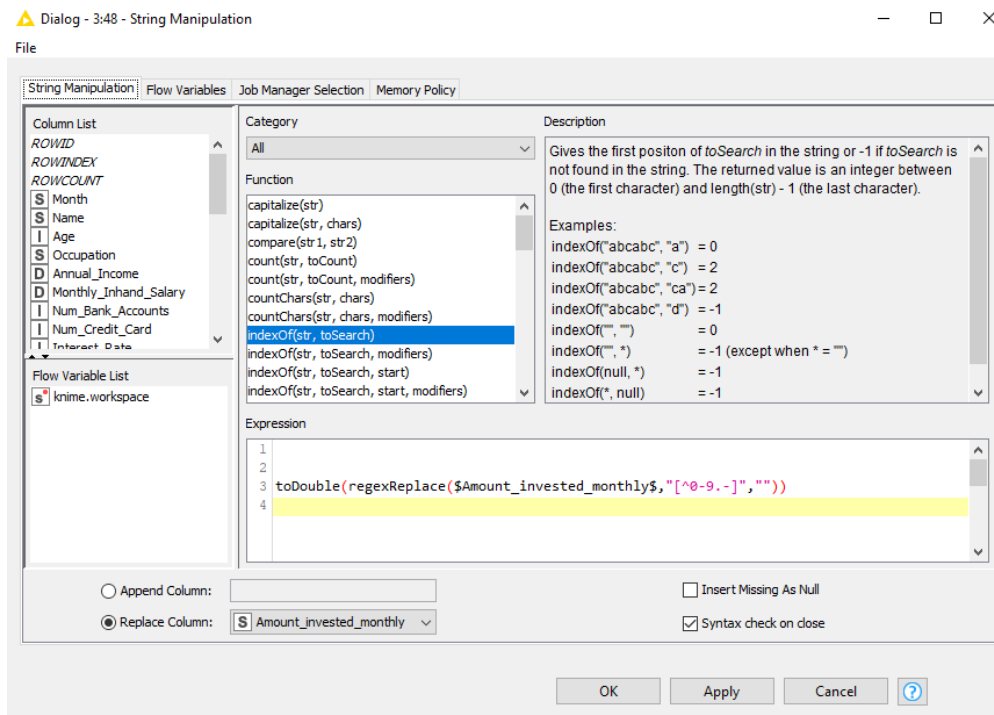 Dialog - 3:48 - String Manipulation
File
String Manipulation Flow Variables Job Manager Selection Memory Policy
Column List
ROWID
ROWINDEX
ROWCOUNT
S Month
S Name
I Age
S Occupation
D Annual_Income
D Monthly_Inhand_Salary
I Num_Bank_Accounts
I Num_Credit_Card
I Interest_Rate
Flow Variable List
s knime.workspace
Category
All
Function
capitalize(str)
capitalize(str, chars)
compare(str1, str2)
count(str, toCount)
count(str, toCount, modifiers)
countChars(str, chars)
countChars(str, chars, modifiers)
indexOf(str, toSearch)
indexOf(str, toSearch, modifiers)
indexOf(str, toSearch, start)
indexOf(str, toSearch, start, modifiers)
Description
Gives the first positon of toSearch in the string or -1 if toSearch is
not found in the string. The returned value is an integer between
0 (the first character) and length(str) - 1 (the last character).
Examples:
indexOf("abcabc", "a") = 0
indexOf("abcabc", "c") = 2
indexOf("abcabc", "ca") = 2
indexOf("abcabc", "d") = -1
indexOf("", "") = 0
indexOf("", *) = -1 (except when * = "")
indexOf(null, *) = -1
indexOf(*, null) = -1
Expression
1
2
3 toDouble(regexReplace($Amount_invested_monthly$,"[^0-9.-]",""))
4
Append Column:
Replace Column: S Amount_invested_monthly
Insert Missing As Null
Syntax check on close
OK Apply Cancel ?